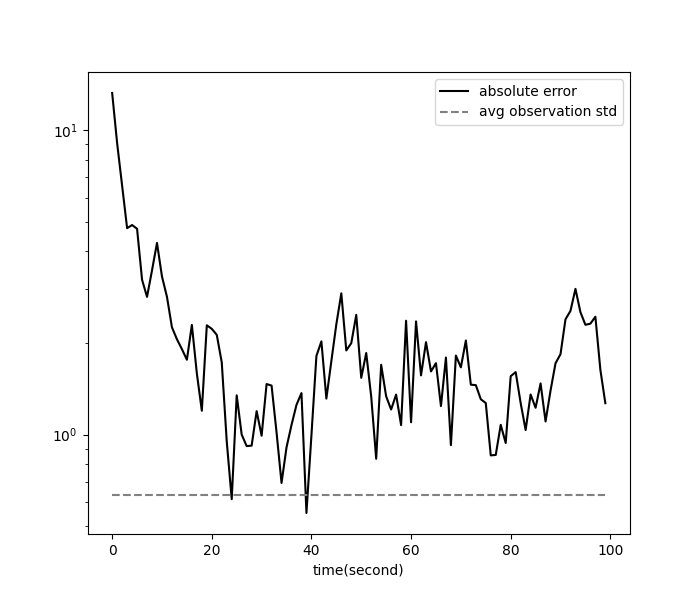 absolute error
avg observation std
10¹
10⁰
0 20 40 60 80 100
time(second)